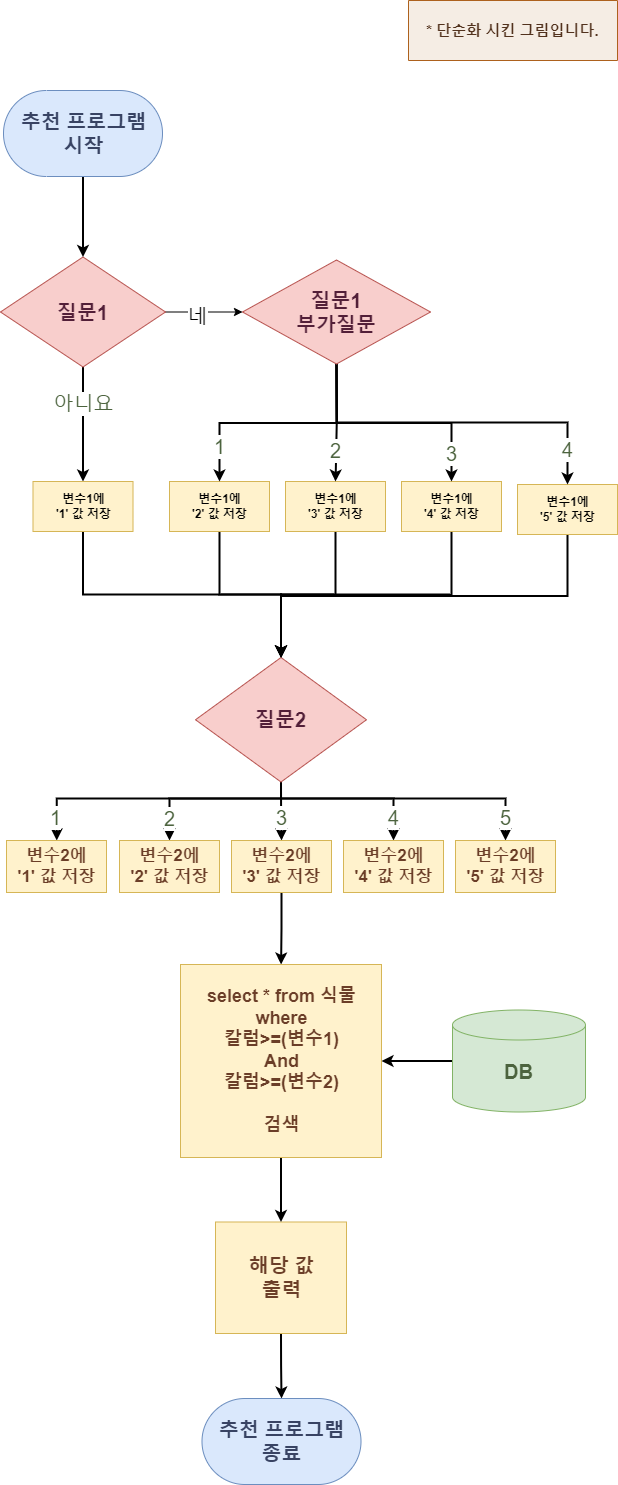 * 단순화 시킨 그림입니다.
추천 프로그램
시작
질문1
네
질문1
부가질문
아니요
1
2
3
4
변수1에
'1' 값 저장
변수1에
'2' 값 저장
변수1에
'3' 값 저장
변수1에
'4' 값 저장
변수1에
'5' 값 저장
질문2
1
2
3
4
5
변수2에
'1' 값 저장
변수2에
'2' 값 저장
변수2에
'3' 값 저장
변수2에
'4' 값 저장
변수2에
'5' 값 저장
select * from 식물
where
칼럼>=(변수1)
And
칼럼>=(변수2)
검색
DB
해당 값
출력
추천 프로그램
종료